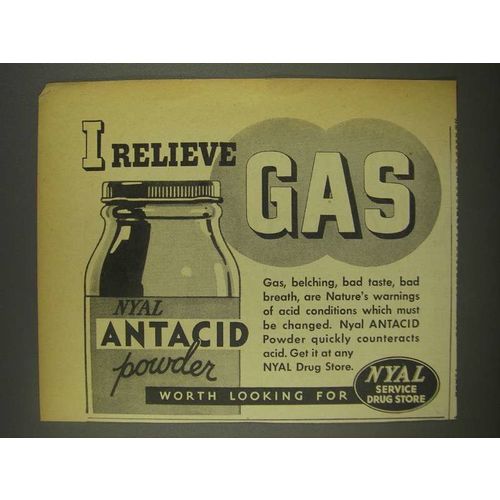 I RELIEVE
GAS
Gas, belching, bad taste, bad
breath, are Nature's warnings
of acid conditions which must
be changed. Nyal ANTACID
Powder quickly counteracts
acid. Get it at any
NYAL Drug Store.
NYAL
ANTACID
powder
WORTH LOOKING FOR
NYAL
SERVICE
DRUG STORE